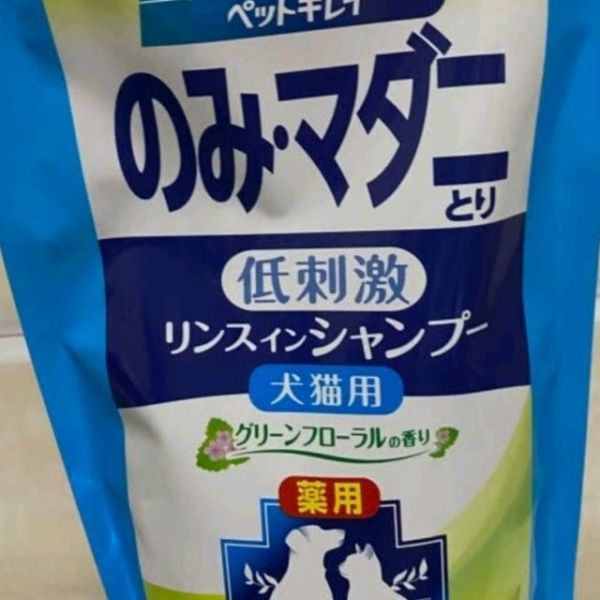 ペットキレイ
のみ・マダニ
とり
低刺激
リンスインシャンプー
犬猫用
グリーンフローラルの香り
薬用